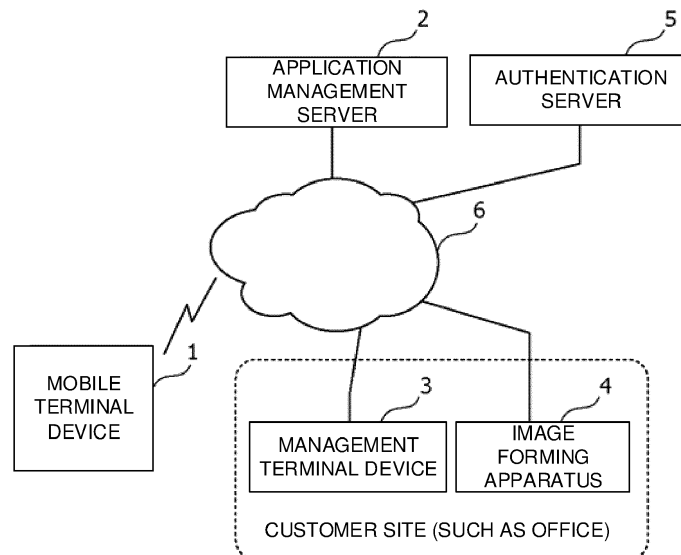 2
5
APPLICATION
MANAGEMENT
SERVER
AUTHENTICATION
SERVER
6
1
MOBILE
TERMINAL
DEVICE
3
4
MANAGEMENT
TERMINAL DEVICE
IMAGE
FORMING
APPARATUS
CUSTOMER SITE (SUCH AS OFFICE)